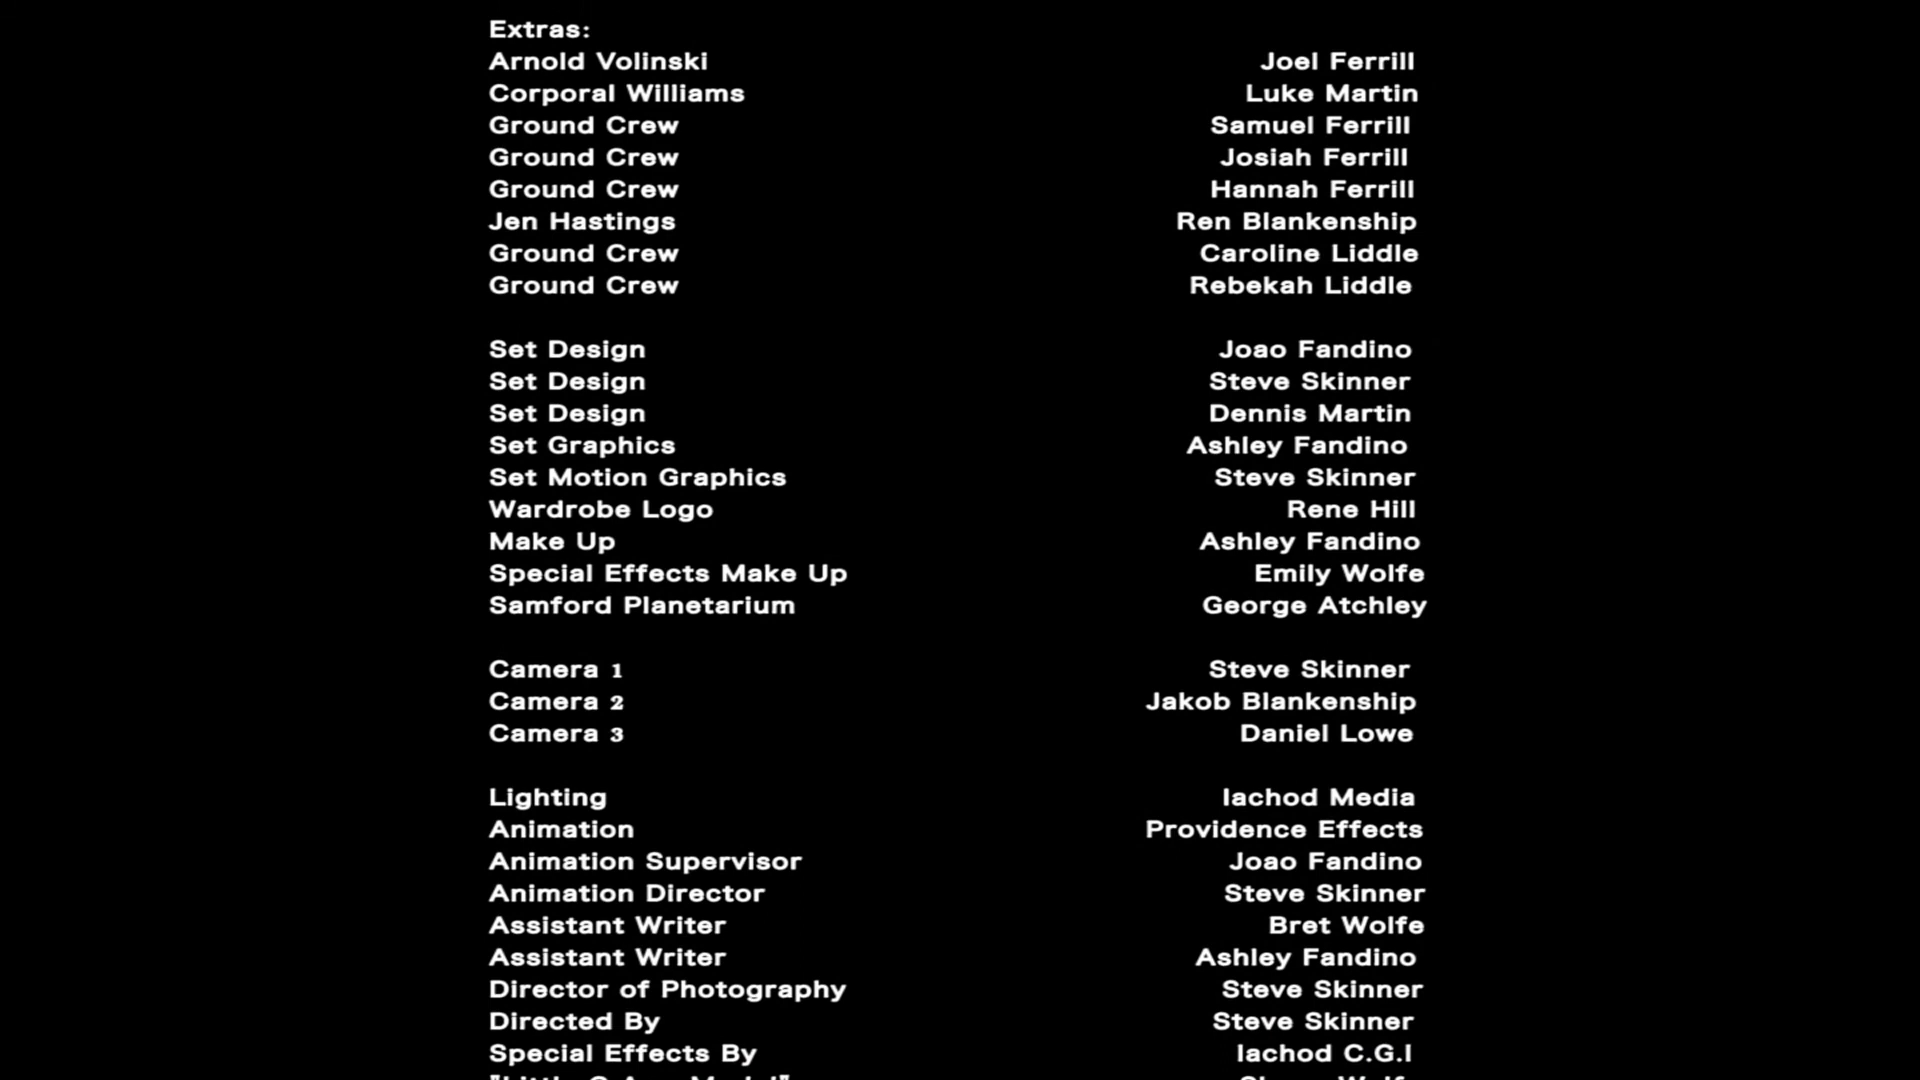 Extras:
Arnold Volinski Joel Ferrill
Corporal Williams Luke Martin
Ground Crew Samuel Ferrill
Ground Crew Josiah Ferrill
Ground Crew Hannah Ferrill
Jen Hastings Ren Blankenship
Ground Crew Caroline Liddle
Ground Crew Rebekah Liddle
Set Design Joao Fandino
Set Design Steve Skinner
Set Design Dennis Martin
Set Graphics Ashley Fandino
Set Motion Graphics Steve Skinner
Wardrobe Logo Rene Hill
Make Up Ashley Fandino
Special Effects Make Up Emily Wolfe
Samford Planetarium George Atchley
Camera 1 Steve Skinner
Camera 2 Jakob Blankenship
Camera 3 Daniel Lowe
Lighting Iachod Media
Animation Providence Effects
Animation Supervisor Joao Fandino
Animation Director Steve Skinner
Assistant Writer Bret Wolfe
Assistant Writer Ashley Fandino
Director of Photography Steve Skinner
Directed By Steve Skinner
Special Effects By Iachod C.G.I